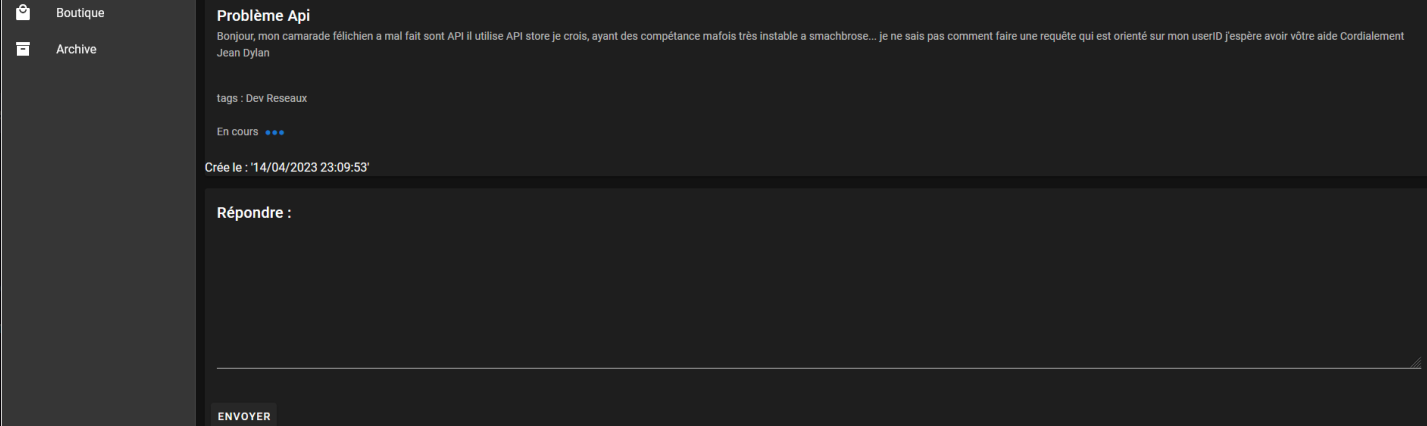 Boutique
Archive
Problème Api
Bonjour, mon camarade félichien a mal fait sont API il utilise API store je crois, ayant des compétance mafois très instable a smachbrose... je ne sais pas comment faire une requête qui est orienté sur mon userID j'espère avoir vôtre aide Cordialement
Jean Dylan
tags : Dev Reseaux
En cours
Crée le : '14/04/2023 23:09:53'
Répondre :
ENVOYER